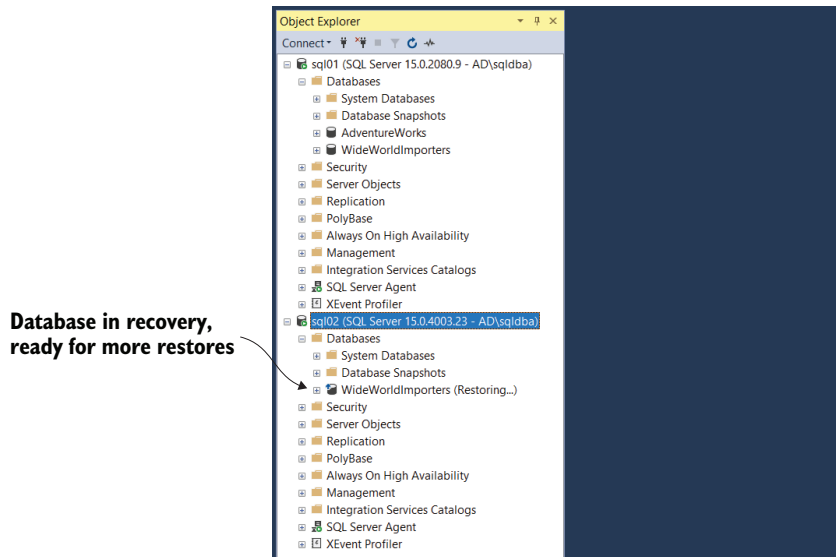 Object Explorer
Connect
sql01 (SQL Server 15.0.2080.9 - AD\sqldba)
Databases
System Databases
Database Snapshots
AdventureWorks
WideWorldImporters
Security
Server Objects
Replication
PolyBase
Always On High Availability
Management
Integration Services Catalogs
SQL Server Agent
XEvent Profiler
Database in recovery,
ready for more restores
sql02 (SQL Server 15.0.4003.23 - AD\sqldba)
Databases
System Databases
Database Snapshots
WideWorldImporters (Restoring...)
Security
Server Objects
Replication
PolyBase
Always On High Availability
Management
Integration Services Catalogs
SQL Server Agent
XEvent Profiler